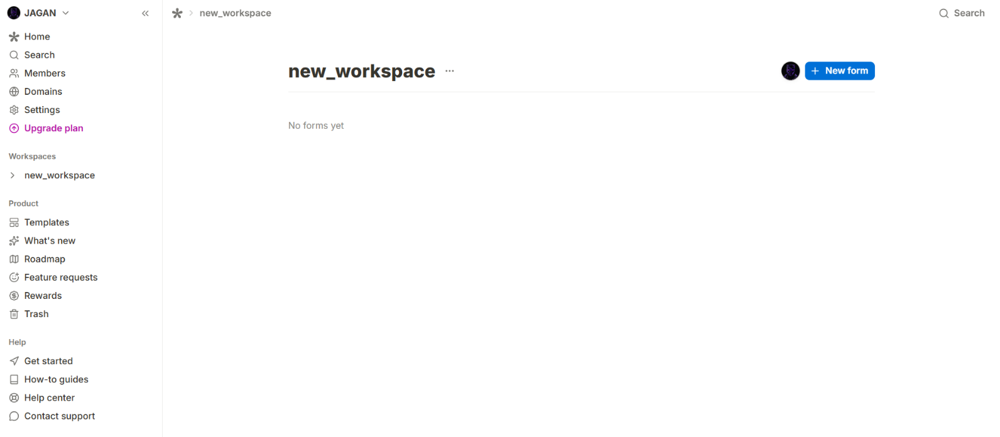 JAGAN
Home
Search
Members
Domains
Settings
Upgrade plan
Workspaces
new_workspace
Product
Templates
What's new
Roadmap
Feature requests
Rewards
Trash
Help
Get started
How-to guides
Help center
Contact support
new_workspace
Search
new_workspace
New form
No forms yet